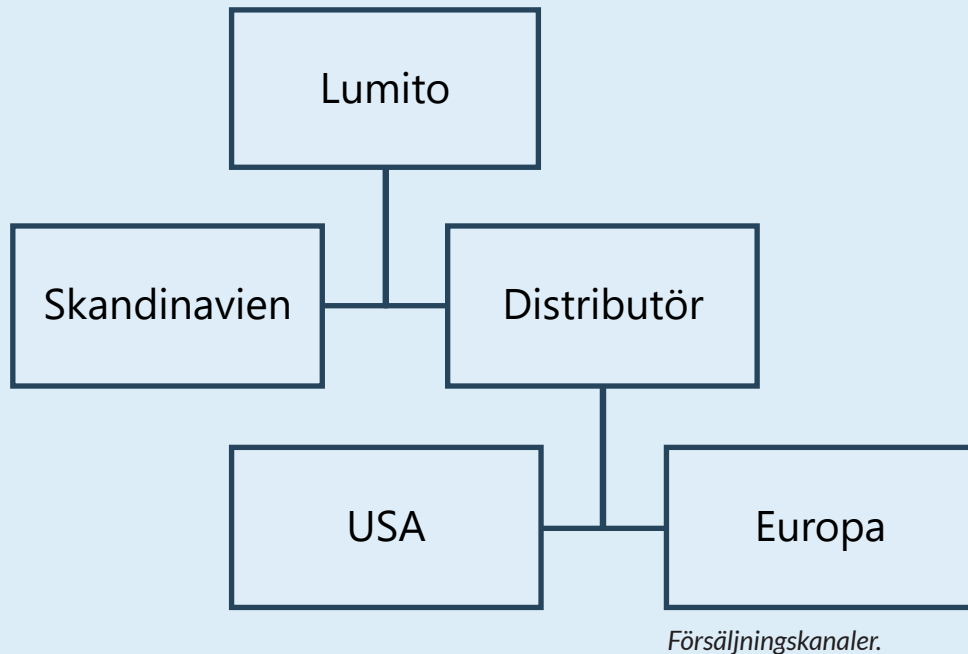 Lumito
Skandinavien
Distributör
USA
Europa
Försäljningskanaler.